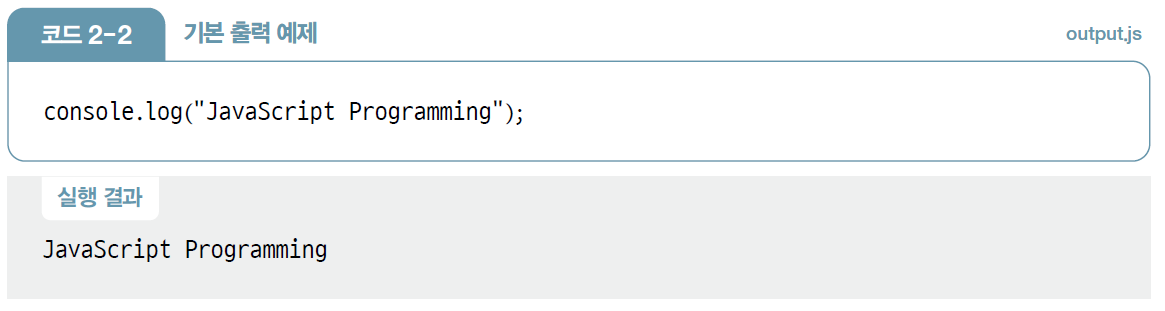 코드 2-2 기본 출력 예제 output.js
console.log("JavaScript Programming");
실행 결과
JavaScript Programming